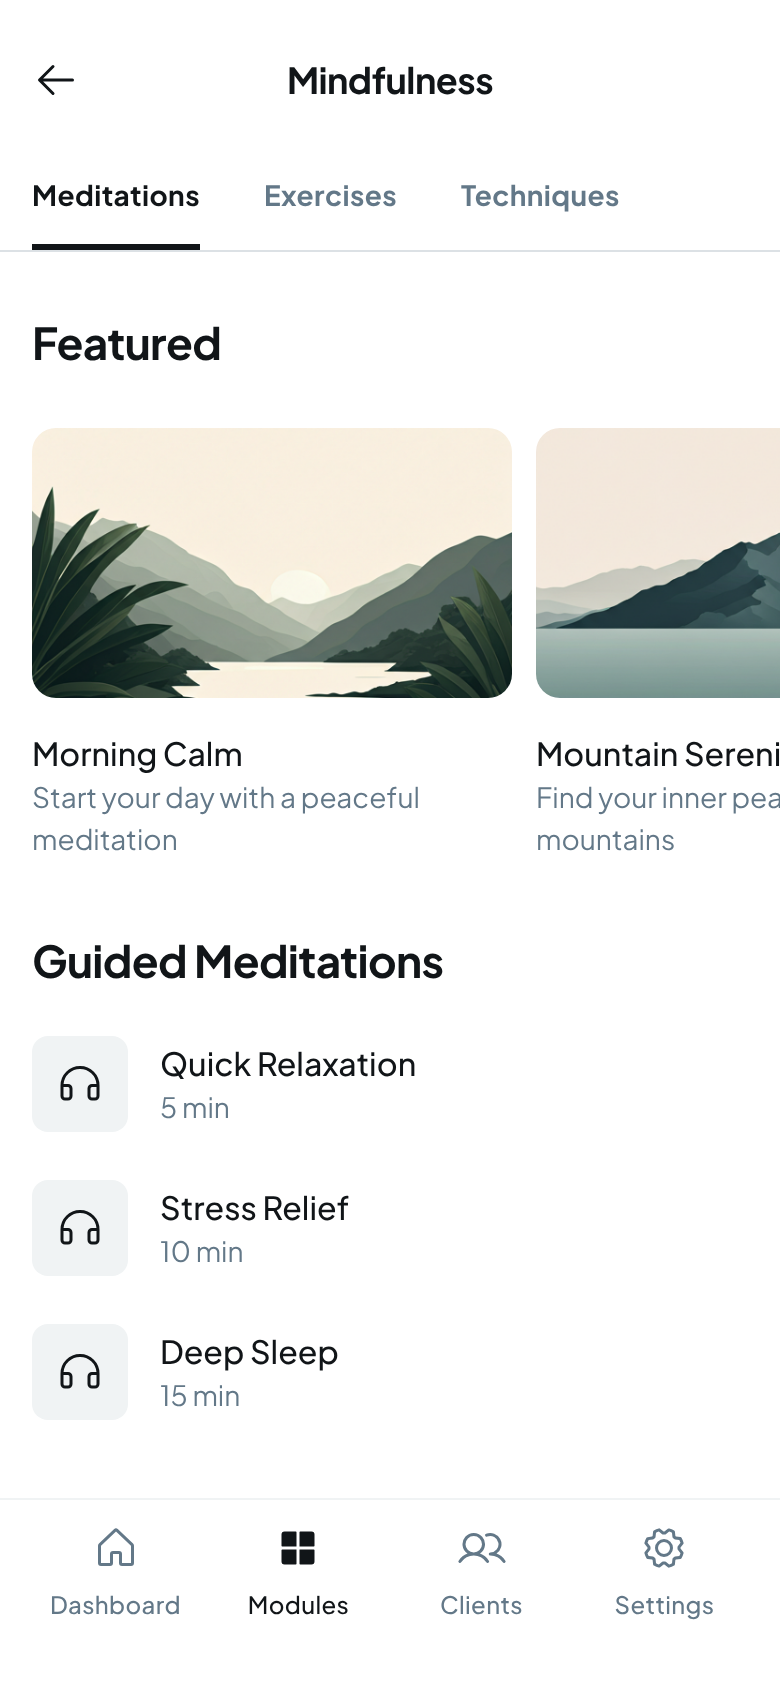 Mindfulness
Meditations Exercises Techniques
Featured
Morning Calm
Start your day with a peaceful
meditation
Mountain Sereni
Find your inner pea
mountains
Guided Meditations
Quick Relaxation
5 min
Stress Relief
10 min
Deep Sleep
15 min
Dashboard Modules Clients Settings